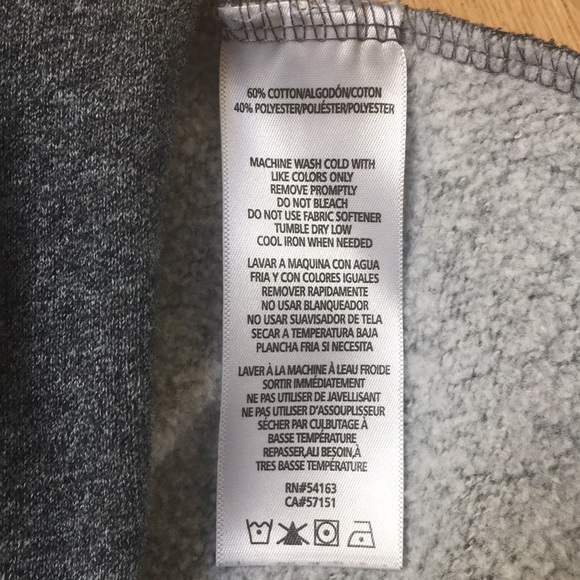 60% COTTON/ALGODÓN/COTON
40% POLYESTER/POLIÉSTER/POLYESTER
MACHINE WASH COLD WITH
LIKE COLORS ONLY
REMOVE PROMPTLY
DO NOT BLEACH
DO NOT USE FABRIC SOFTENER
TUMBLE DRY LOW
COOL IRON WHEN NEEDED
LAVAR A MAQUINA CON AGUA
FRIA Y CON COLORES IGUALES
REMOVER RAPIDAMENTE
NO USAR BLANQUEADOR
NO USAR SUAVISADOR DE TELA
SECAR A TEMPERATURA BAJA
PLANCHA FRIA SI NECESITA
LAVER À LA MACHINE À LEAU FROIDE
SORTIR IMMÉDIATEMENT
NE PAS UTILISER DE JAVELLISANT
NE PAS UTILISER D'ASSOUPLISSEUR
SÉCHER PAR CULBUTAGE À
BASSE TEMPÉRATURE
REPASSER,ALI BESOIN,À
TRES BASSE TEMPÉRATURE
RN#54163
CA#57151